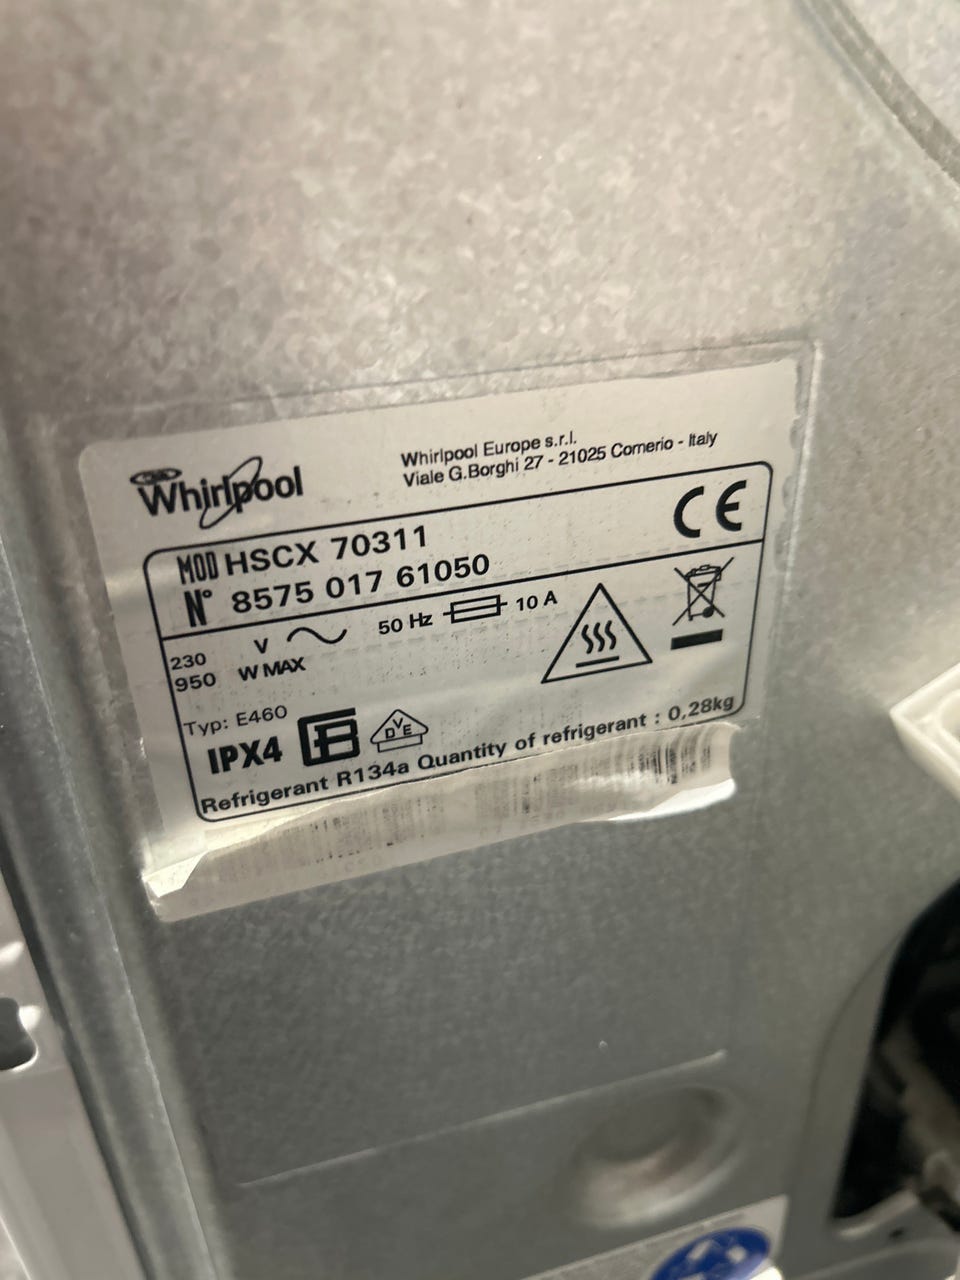 Whirlpool
Whirlpool Europe s.r.l.
Viale G.Borghi 27 - 21025 Comerio - Italy
MOD HSCX 70311
N° 8575 017 61050
CE
230 V ~ 50 Hz 10 A
950 W MAX
Typ: E460
IPX4
DVE
Refrigerant R134a Quantity of refrigerant : 0,28kg